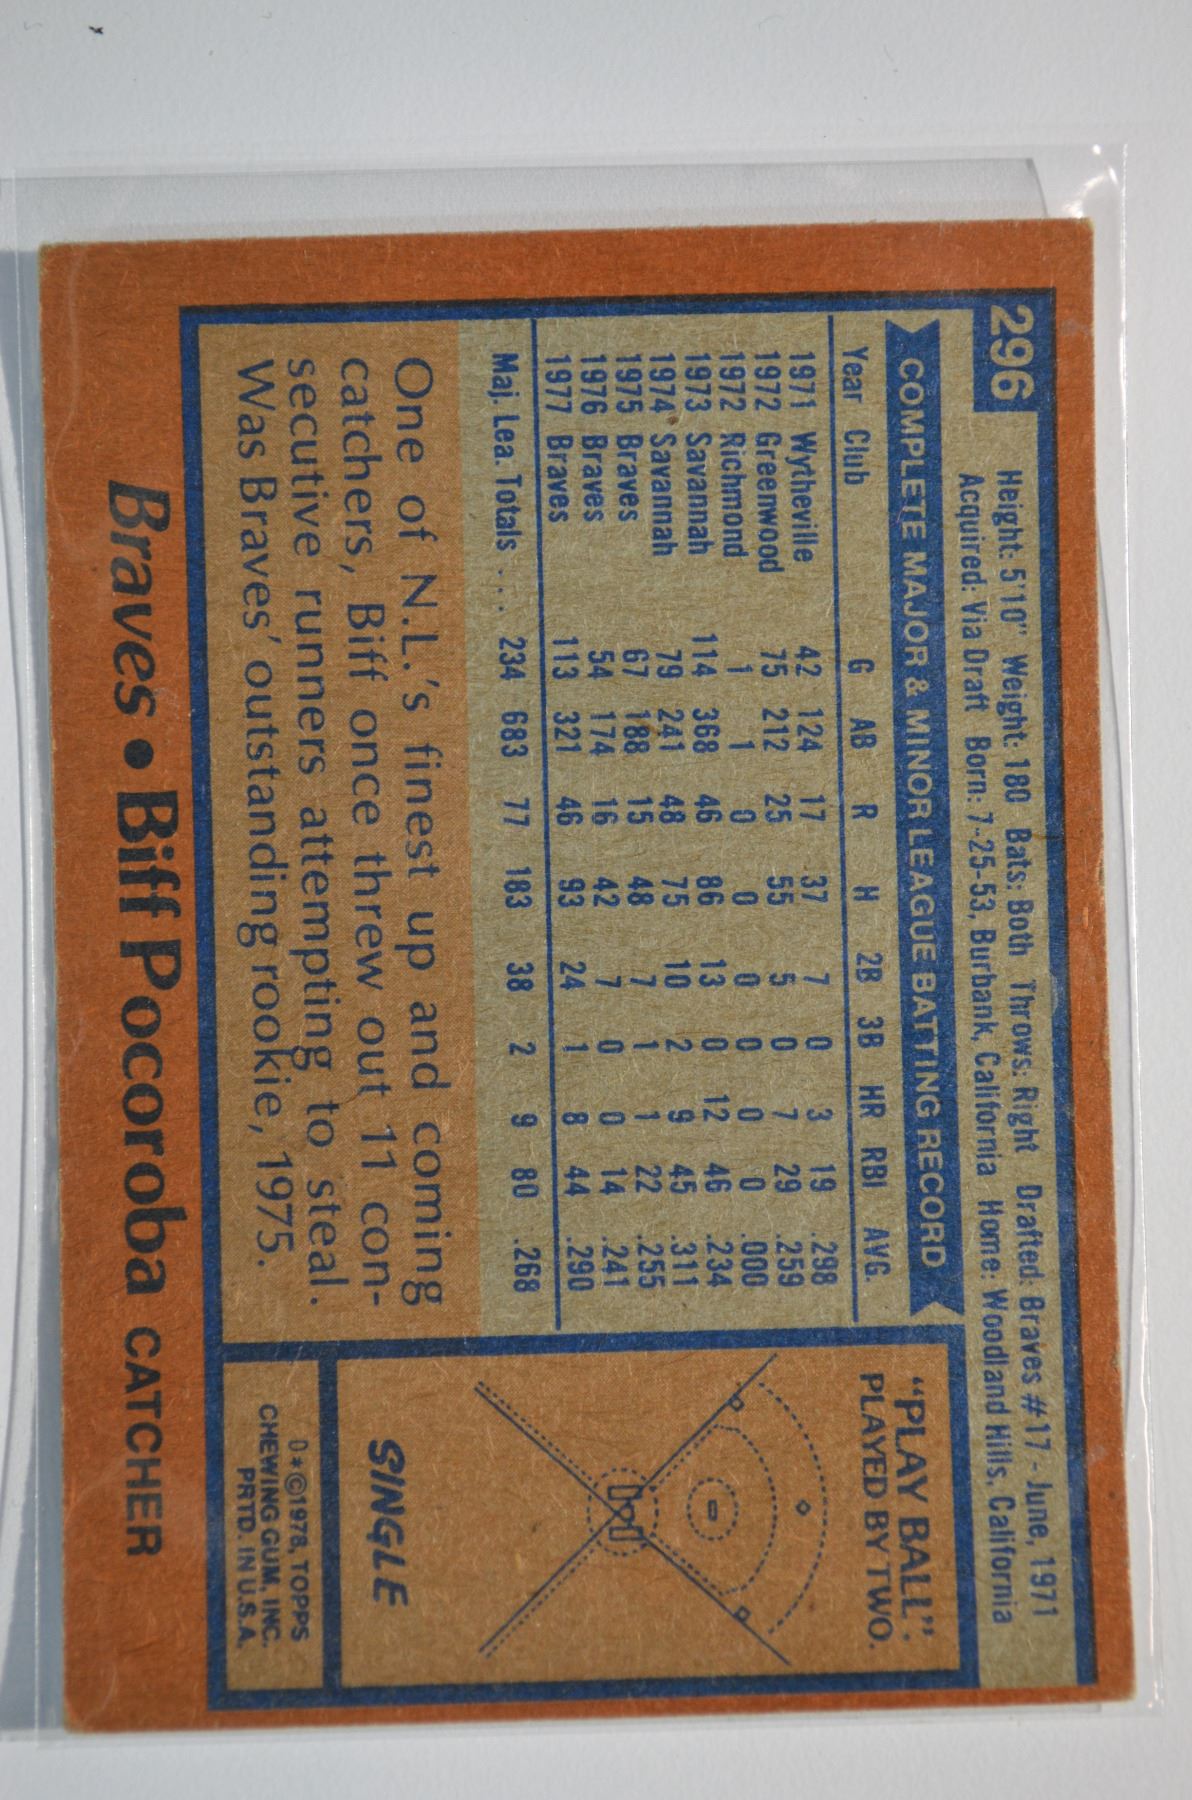 296
Height: 5'10" Weight: 180 Bats: Both Throws: Right Drafted: Braves #17 - June, 1971
Acquired: Via Draft Born: 7-25-53, Burbank, California Home: Woodland Hills, California
COMPLETE MAJOR & MINOR LEAGUE BATTING RECORD
Year Club G AB R H 2B 3B HR RBI AVG.
1971 Wytheville 42 124 17 37 7 0 3 19 .298
1972 Greenwood 75 212 25 55 5 0 7 29 .259
1972 Richmond 1 1 0 0 0 0 0 0 .000
1973 Savannah 114 368 46 86 13 0 12 46 .234
1974 Savannah 79 241 48 75 10 2 9 45 .311
1975 Braves 67 188 15 48 7 1 1 22 .255
1976 Braves 54 174 16 42 7 0 0 14 .241
1977 Braves 113 321 46 93 24 1 8 44 .290
Maj. Lea. Totals .... 234 683 77 183 38 2 9 80 .268
One of N.L.'s finest up and coming
catchers, Biff once threw out 11 con-
secutive runners attempting to steal.
Was Braves' outstanding rookie, 1975.
"PLAY BALL":
PLAYED BY TWO.
SINGLE
D*©1978, TOPPS
CHEWING GUM, INC.
PRTD. IN U.S.A.
Braves • Biff Pocoroba CATCHER